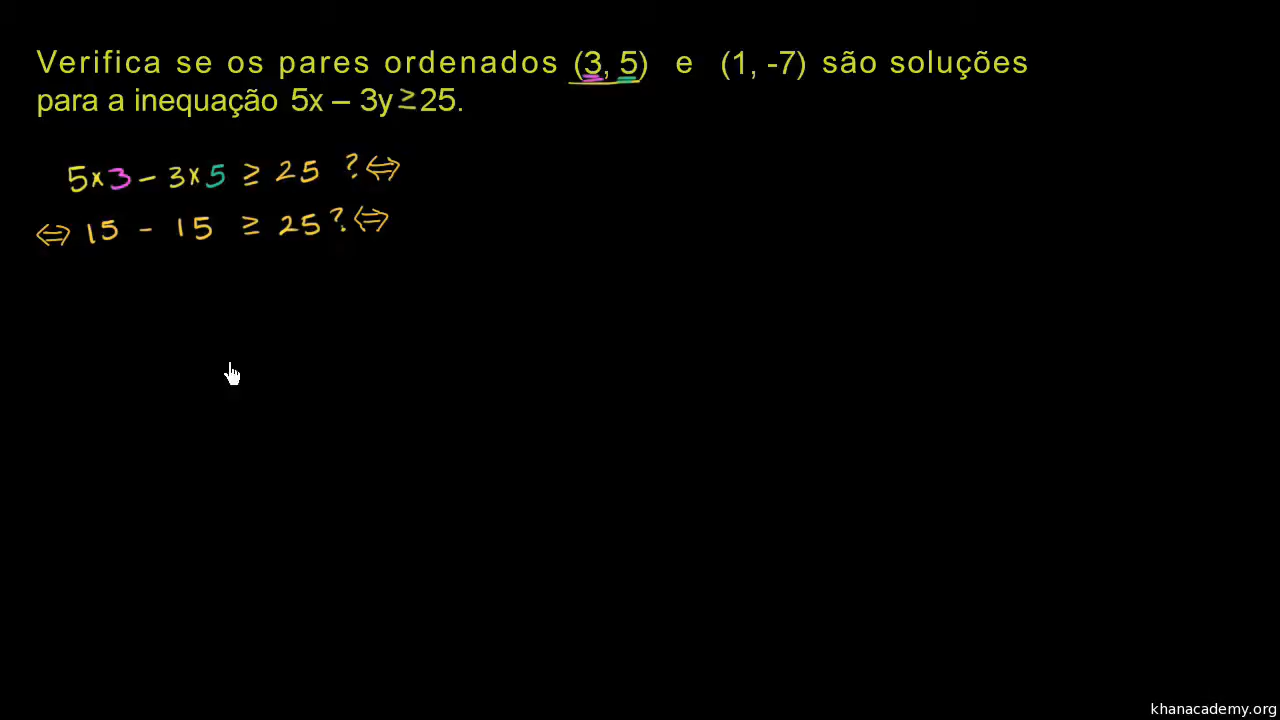 Verifica se os pares ordenados (3, 5) e (1, -7) são soluções
para a inequação 5x – 3y ≥ 25.
5x3 - 3x5 ≥ 25 ? ⇔
⇔ 15 - 15 ≥ 25 ? ⇔
khanacademy.org